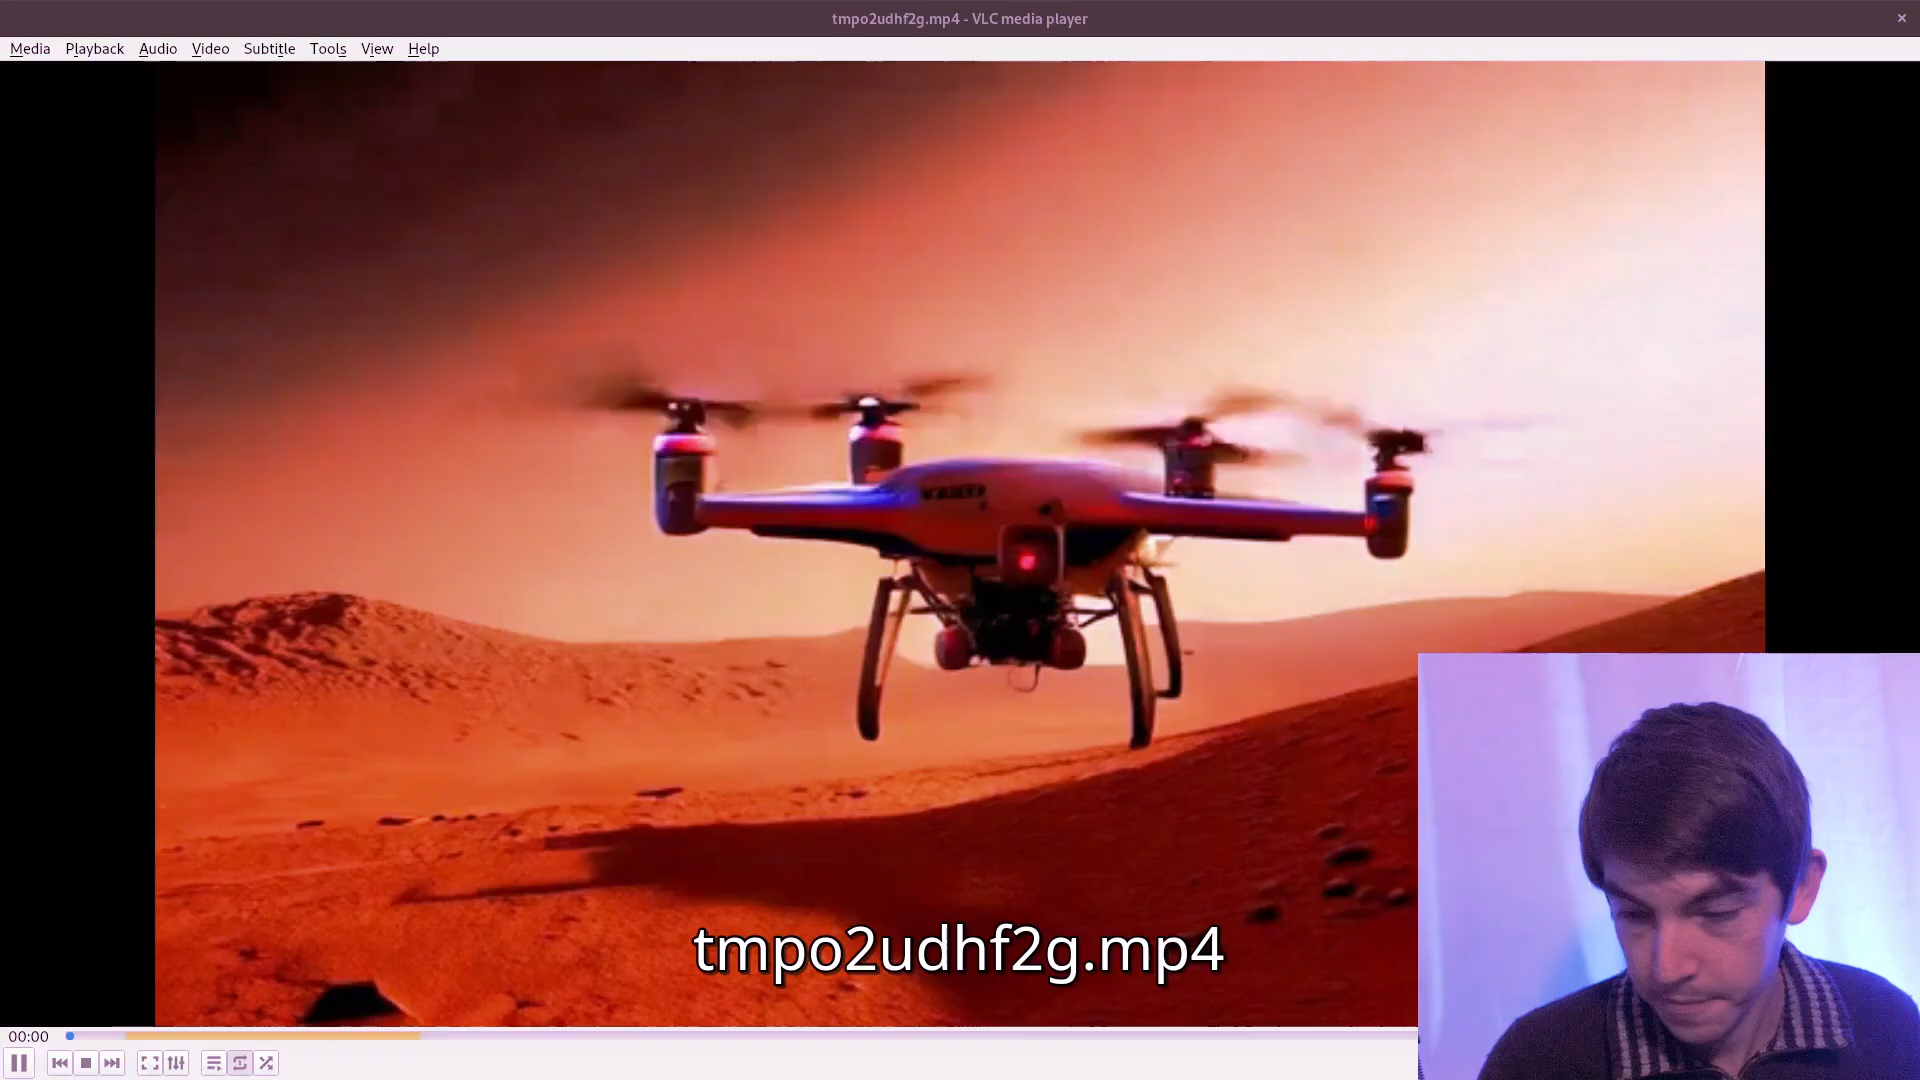 tmpo2udhf2g.mp4 - VLC media player
Media Playback Audio Video Subtitle Tools View Help
tmpo2udhf2g.mp4
00:00